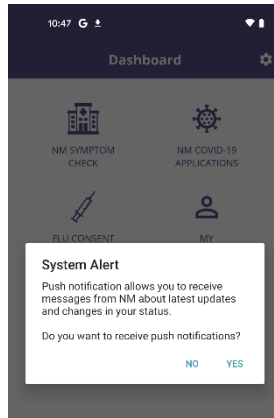 10:47 G
Dashboard
NM SYMPTOM
CHECK
NM COVID-19
APPLICATIONS
FLU CONSENT
MY
System Alert
Push notification allows you to receive
messages from NM about latest updates
and changes in your status.
Do you want to receive push notifications?
NO YES